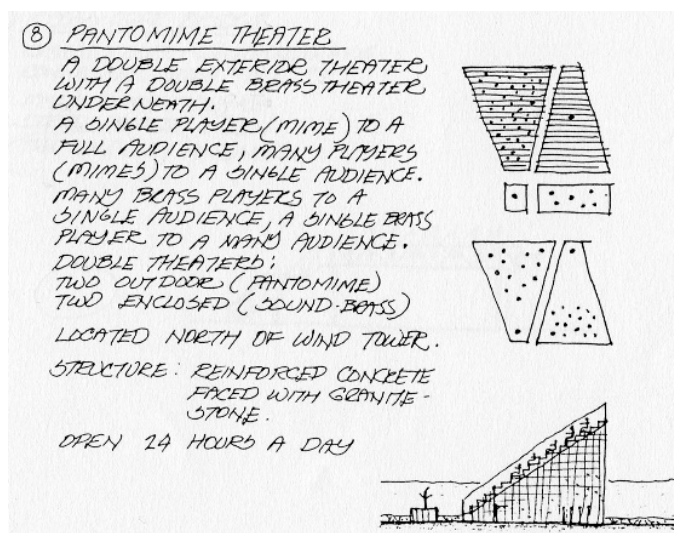 8 PANTOMIME THEATER
A DOUBLE EXTERIOR THEATER
WITH A DOUBLE BRASS THEATER
UNDERNEATH.
A SINGLE PLAYER (MIME) TO A
FULL AUDIENCE, MANY PLAYERS
(MIMES) TO A SINGLE AUDIENCE.
MANY BRASS PLAYERS TO A
SINGLE AUDIENCE, A SINGLE BRASS
PLAYER TO A MANY AUDIENCE.
DOUBLE THEATERS:
TWO OUTDOOR (PANTOMIME)
TWO ENCLOSED (SOUND-BRASS)
LOCATED NORTH OF WIND TOWER.
STRUCTURE: REINFORCED CONCRETE
FACED WITH GRANITE-
STONE.
OPEN 24 HOURS A DAY